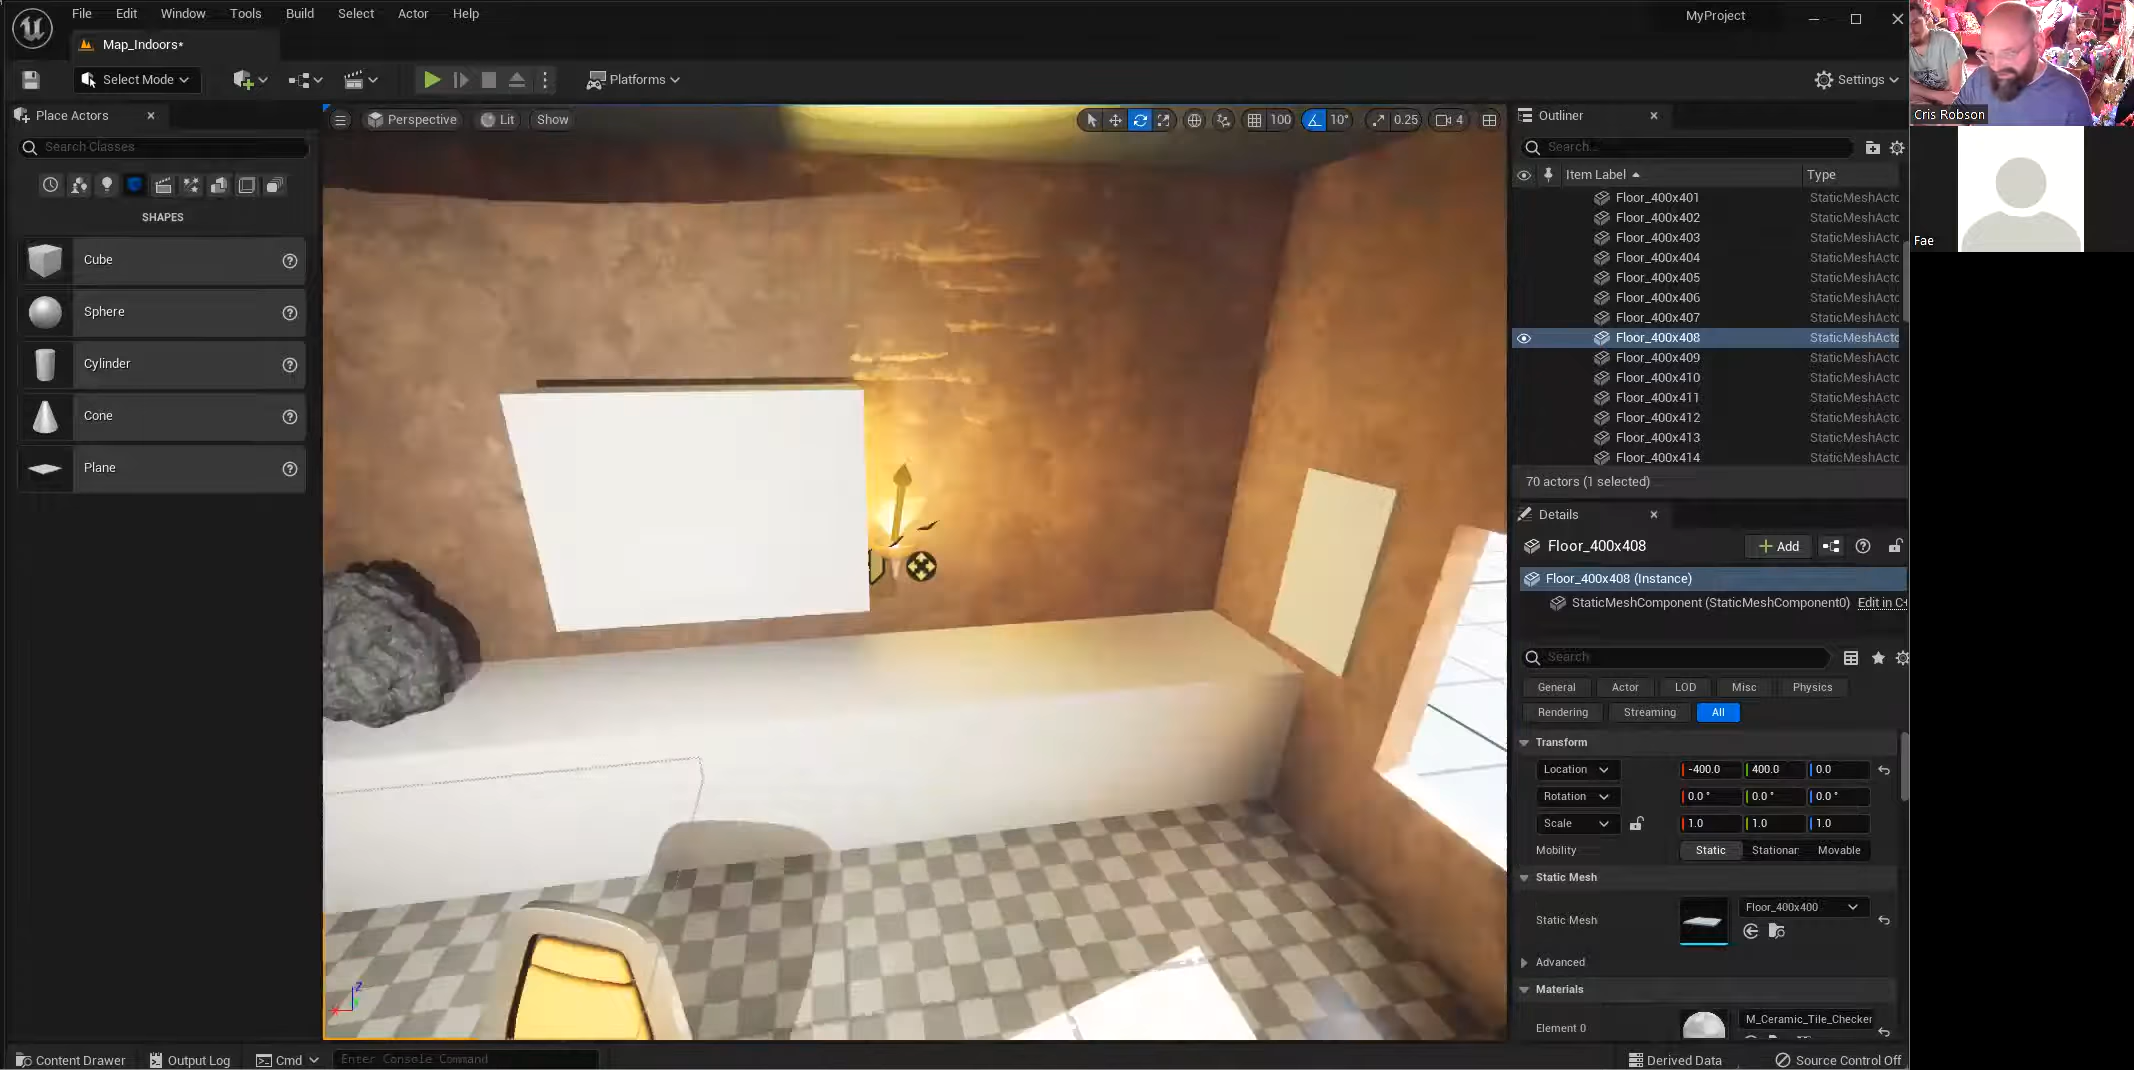 File Edit Window Tools Build Select Actor Help
MyProject
Map_Indoors*
Select Mode
Platforms
Settings
Cris Robson
Fae
Place Actors
Search Classes
SHAPES
Cube
Sphere
Cylinder
Cone
Plane
Perspective Lit Show
100 10° 0.25 4
Outliner
Search...
Item Label Type
Floor_400x401 StaticMeshActo
Floor_400x402 StaticMeshActo
Floor_400x403 StaticMeshActo
Floor_400x404 StaticMeshActo
Floor_400x405 StaticMeshActo
Floor_400x406 StaticMeshActo
Floor_400x407 StaticMeshActo
Floor_400x408 StaticMeshActo
Floor_400x409 StaticMeshActo
Floor_400x410 StaticMeshActo
Floor_400x411 StaticMeshActo
Floor_400x412 StaticMeshActo
Floor_400x413 StaticMeshActo
Floor_400x414 StaticMeshActo
70 actors (1 selected)
Details
Floor_400x408 Add
Floor_400x408 (Instance)
StaticMeshComponent (StaticMeshComponent0) Edit in C+
Search
General Actor LOD Misc Physics
Rendering Streaming All
Transform
Location -400.0 400.0 0.0
Rotation 0.0° 0.0° 0.0°
Scale 1.0 1.0 1.0
Mobility Static Stationar Movable
Static Mesh
Static Mesh Floor_400x400
Advanced
Materials
Element 0 M_Ceramic_Tile_Checker
Z
X
Content Drawer Output Log Cmd Enter Console Command
Derived Data Source Control Off